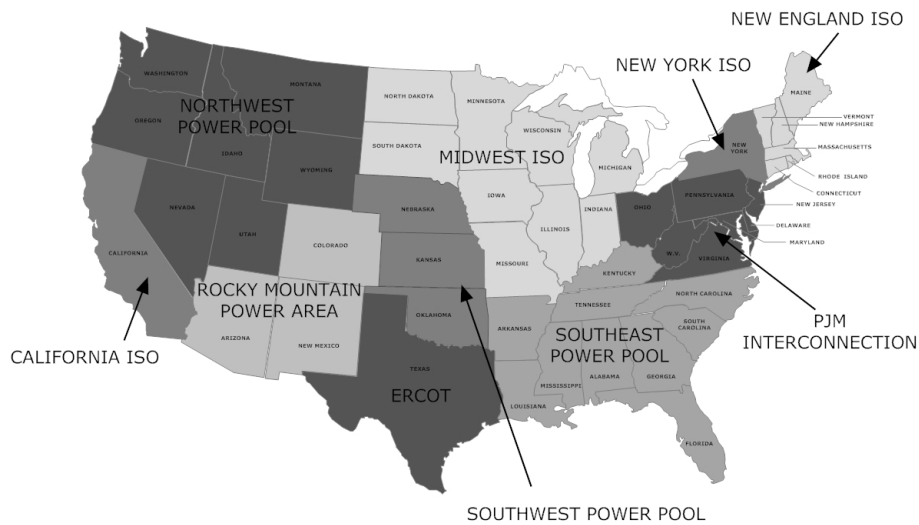 NEW ENGLAND ISO
NEW YORK ISO
WASHINGTON
MONTANA
NORTH DAKOTA
MINNESOTA
MAINE
NORTHWEST
POWER POOL
OREGON
VERMONT
NEW HAMPSHIRE
WISCONSIN
NEW
YORK
SOUTH DAKOTA
MASSACHUSETTS
IDAHO
MIDWEST ISO
MICHIGAN
WYOMING
RHODE ISLAND
CONNECTICUT
IOWA
PENNSYLVANIA
NEW JERSEY
NEVADA
NEBRASKA
OHIO
INDIANA
ILLINOIS
DELAWARE
UTAH
COLORADO
MARYLAND
CALIFORNIA
KANSAS
MISSOURI
W.V.
VIRGINIA
KENTUCKY
ROCKY MOUNTAIN
POWER AREA
NORTH CAROLINA
TENNESSEE
OKLAHOMA
ARKANSAS
SOUTH
CAROLINA
PJM
INTERCONNECTION
SOUTHEAST
POWER POOL
ARIZONA
NEW MEXICO
CALIFORNIA ISO
TEXAS
ERCOT
MISSISSIPPI
ALABAMA
GEORGIA
LOUISIANA
FLORIDA
SOUTHWEST POWER POOL